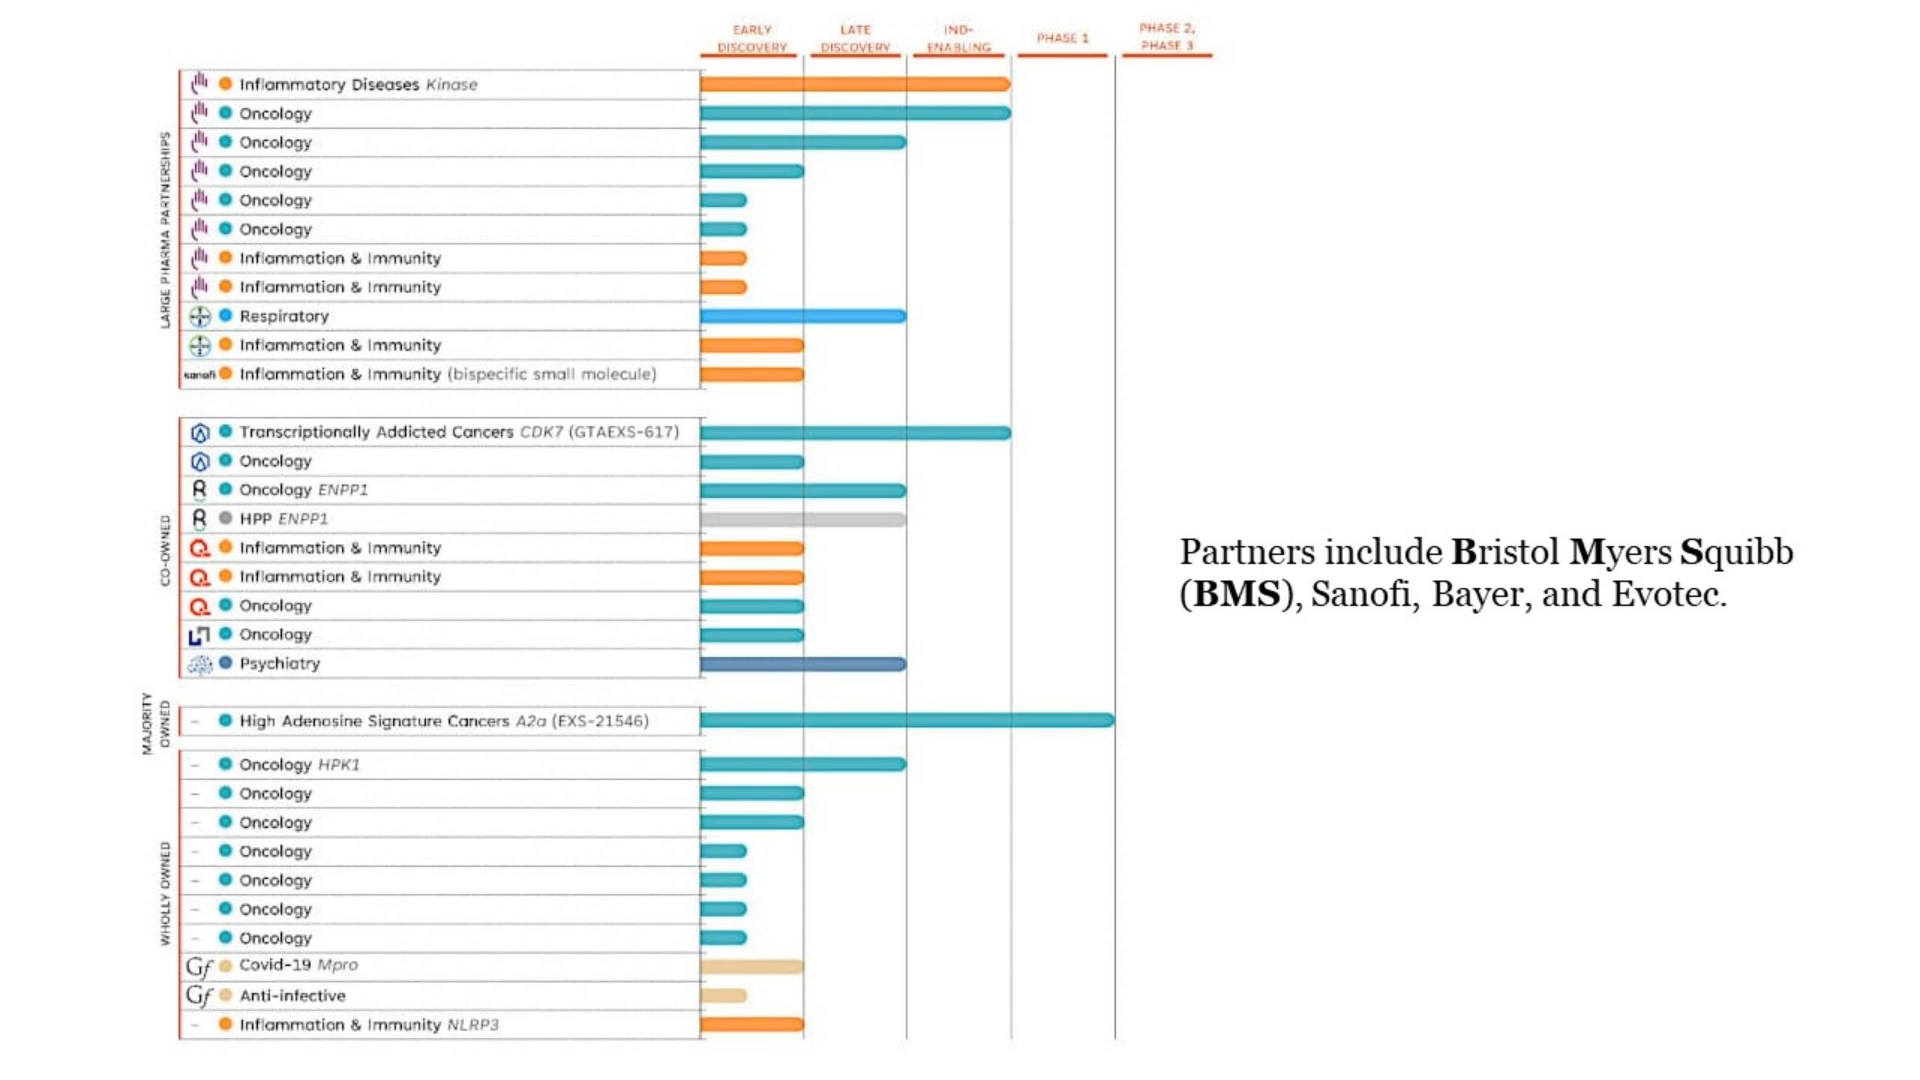 EARLY
DISCOVERY
LATE
DISCOVERY
IND-
ENABLING
PHASE 1
PHASE 2,
PHASE 3
LARGE PHARMA PARTNERSHIPS
Inflammatory Diseases Kinase
Oncology
Oncology
Oncology
Oncology
Oncology
Inflammation & Immunity
Inflammation & Immunity
Respiratory
Inflammation & Immunity
sanofi Inflammation & Immunity (bispecific small molecule)
CO-OWNED
Transcriptionally Addicted Cancers CDK7 (GTAEXS-617)
Oncology
Oncology ENPP1
HPP ENPP1
Inflammation & Immunity
Inflammation & Immunity
Oncology
Oncology
Psychiatry
MAJORITY
OWNED
– High Adenosine Signature Cancers A2a (EXS-21546)
WHOLLY OWNED
– Oncology HPK1
– Oncology
– Oncology
– Oncology
– Oncology
– Oncology
– Oncology
Gf Covid-19 Mpro
Gf Anti-infective
– Inflammation & Immunity NLRP3
Partners include Bristol Myers Squibb
(BMS), Sanofi, Bayer, and Evotec.